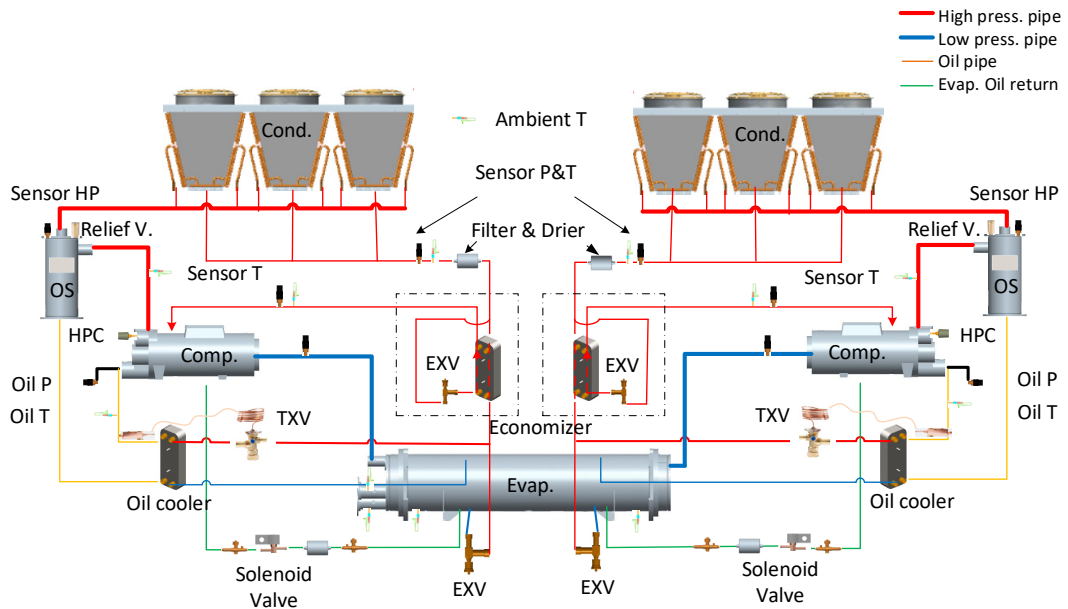 High press. pipe
Low press. pipe
Oil pipe
Evap. Oil return
Cond.
Ambient T
Cond.
Sensor P&T
Sensor HP
Sensor HP
Relief V.
Filter & Drier
Relief V.
Sensor T
Sensor T
OS
OS
HPC
HPC
Comp.
EXV
EXV
Comp.
Oil P
Oil P
Oil T
TXV
Economizer
TXV
Oil T
Evap.
Oil cooler
Oil cooler
Solenoid
Valve
EXV
EXV
Solenoid
Valve